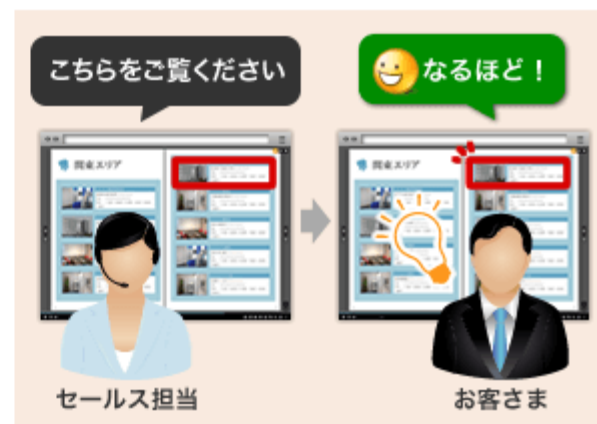 こちらをご覧ください
なるほど！
関東エリア
関東エリア
セールス担当
お客さま